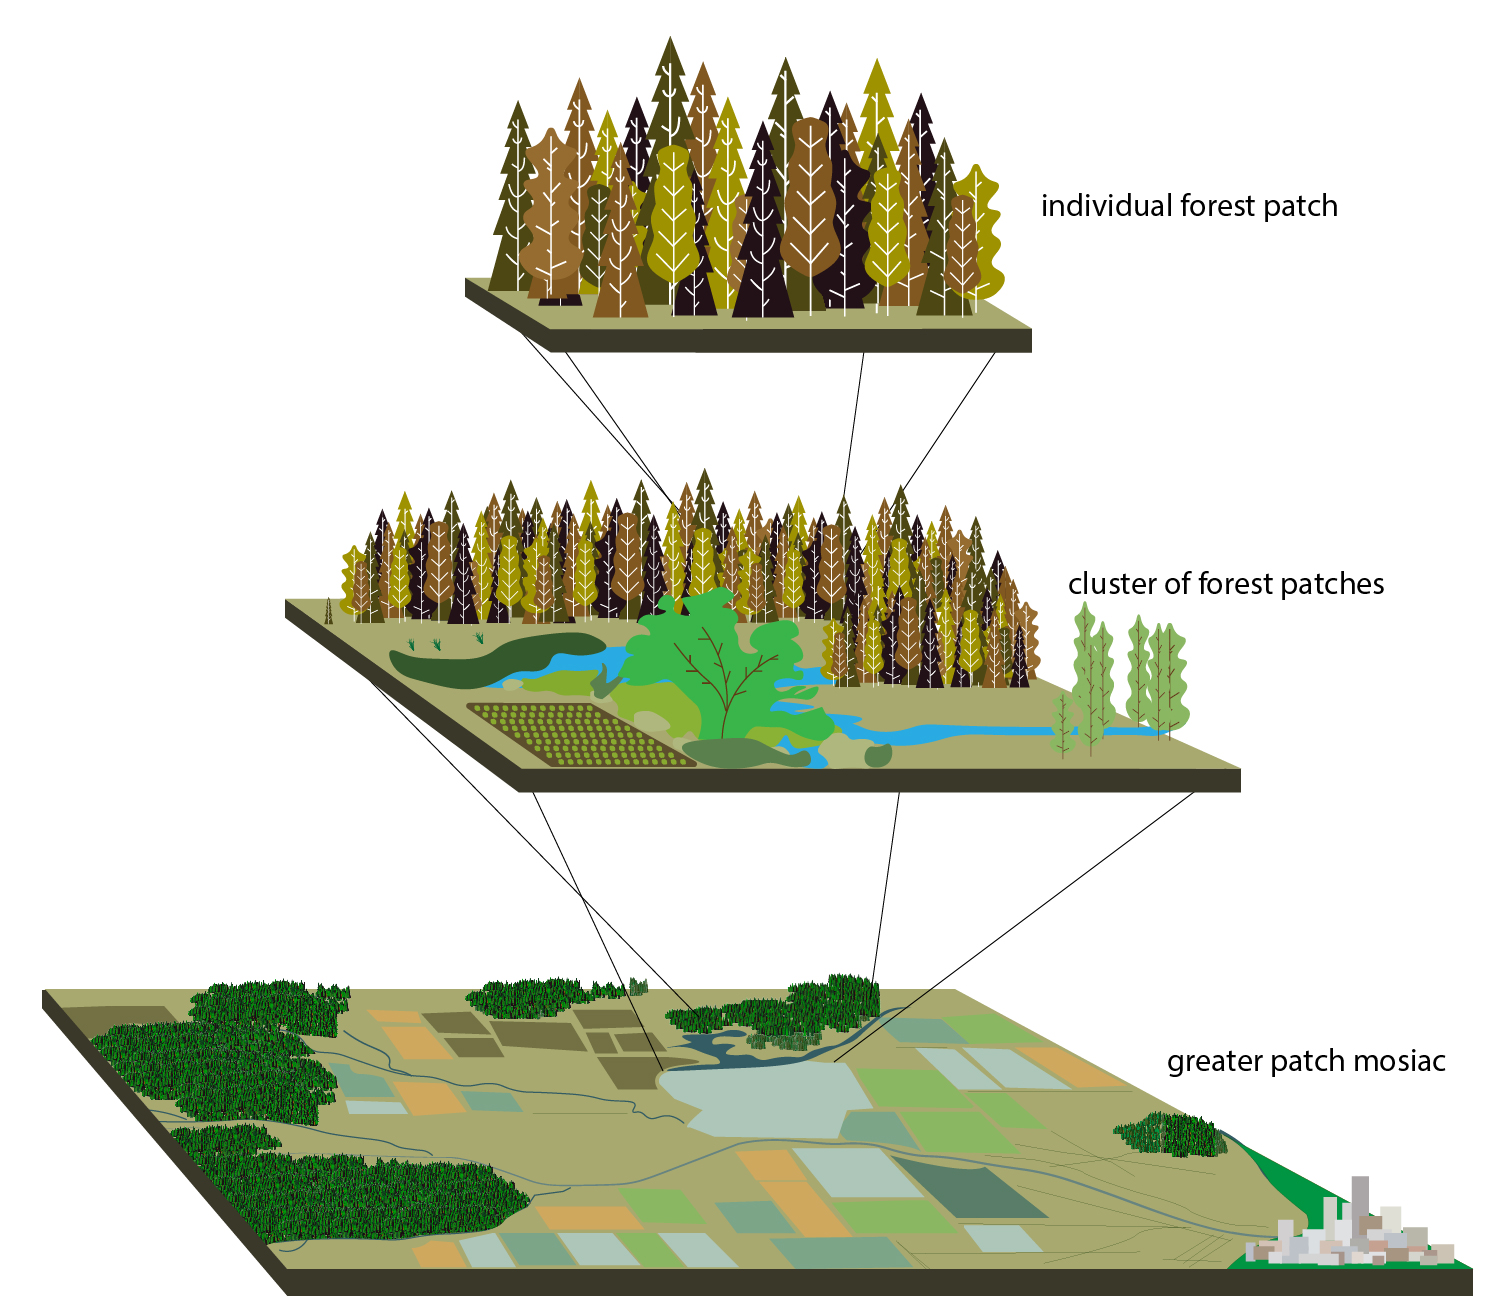 individual forest patch
cluster of forest patches
greater patch mosiac